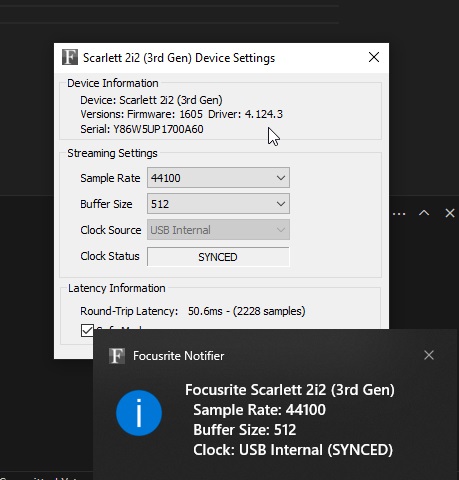 Scarlett 2i2 (3rd Gen) Device Settings
Device Information
Device: Scarlett 2i2 (3rd Gen)
Versions: Firmware: 1605 Driver: 4.124.3
Serial: Y86W5UP1700A60
Streaming Settings
Sample Rate 44100
Buffer Size 512
Clock Source USB Internal
Clock Status SYNCED
Latency Information
Round-Trip Latency: 50.6ms - (2228 samples)
Focusrite Notifier
Focusrite Scarlett 2i2 (3rd Gen)
Sample Rate: 44100
Buffer Size: 512
Clock: USB Internal (SYNCED)